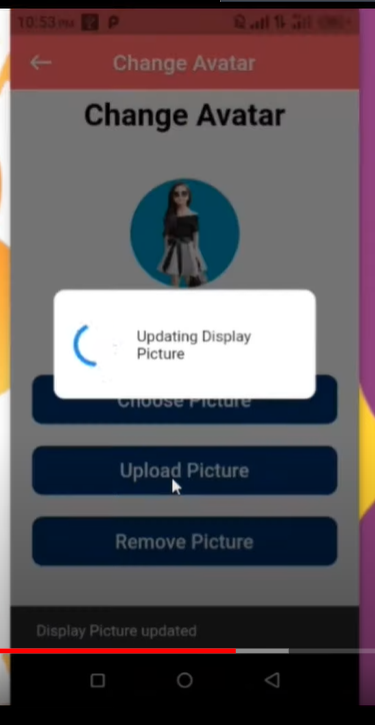 10:53 PM P
Change Avatar
Change Avatar
Updating Display
Picture
Choose Picture
Upload Picture
Remove Picture
Display Picture updated